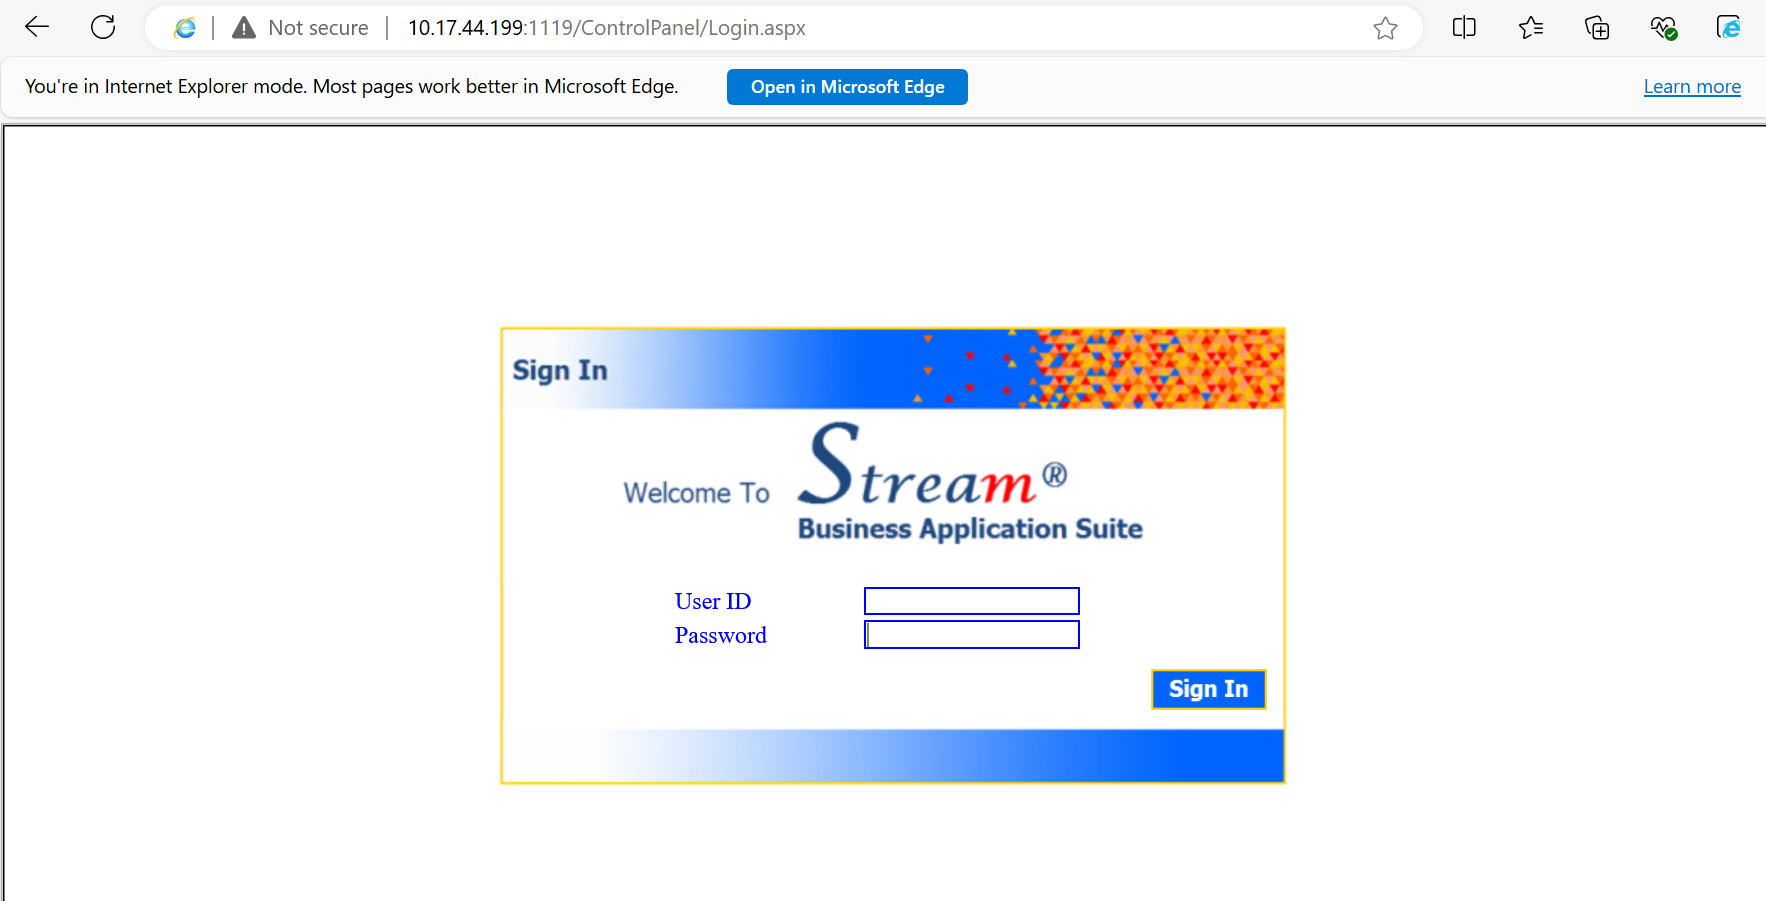 Not secure
10.17.44.199:1119/ControlPanel/Login.aspx
You're in Internet Explorer mode. Most pages work better in Microsoft Edge.
Open in Microsoft Edge
Learn more
Sign In
Welcome To
Stream®
Business Application Suite
User ID
Password
Sign In